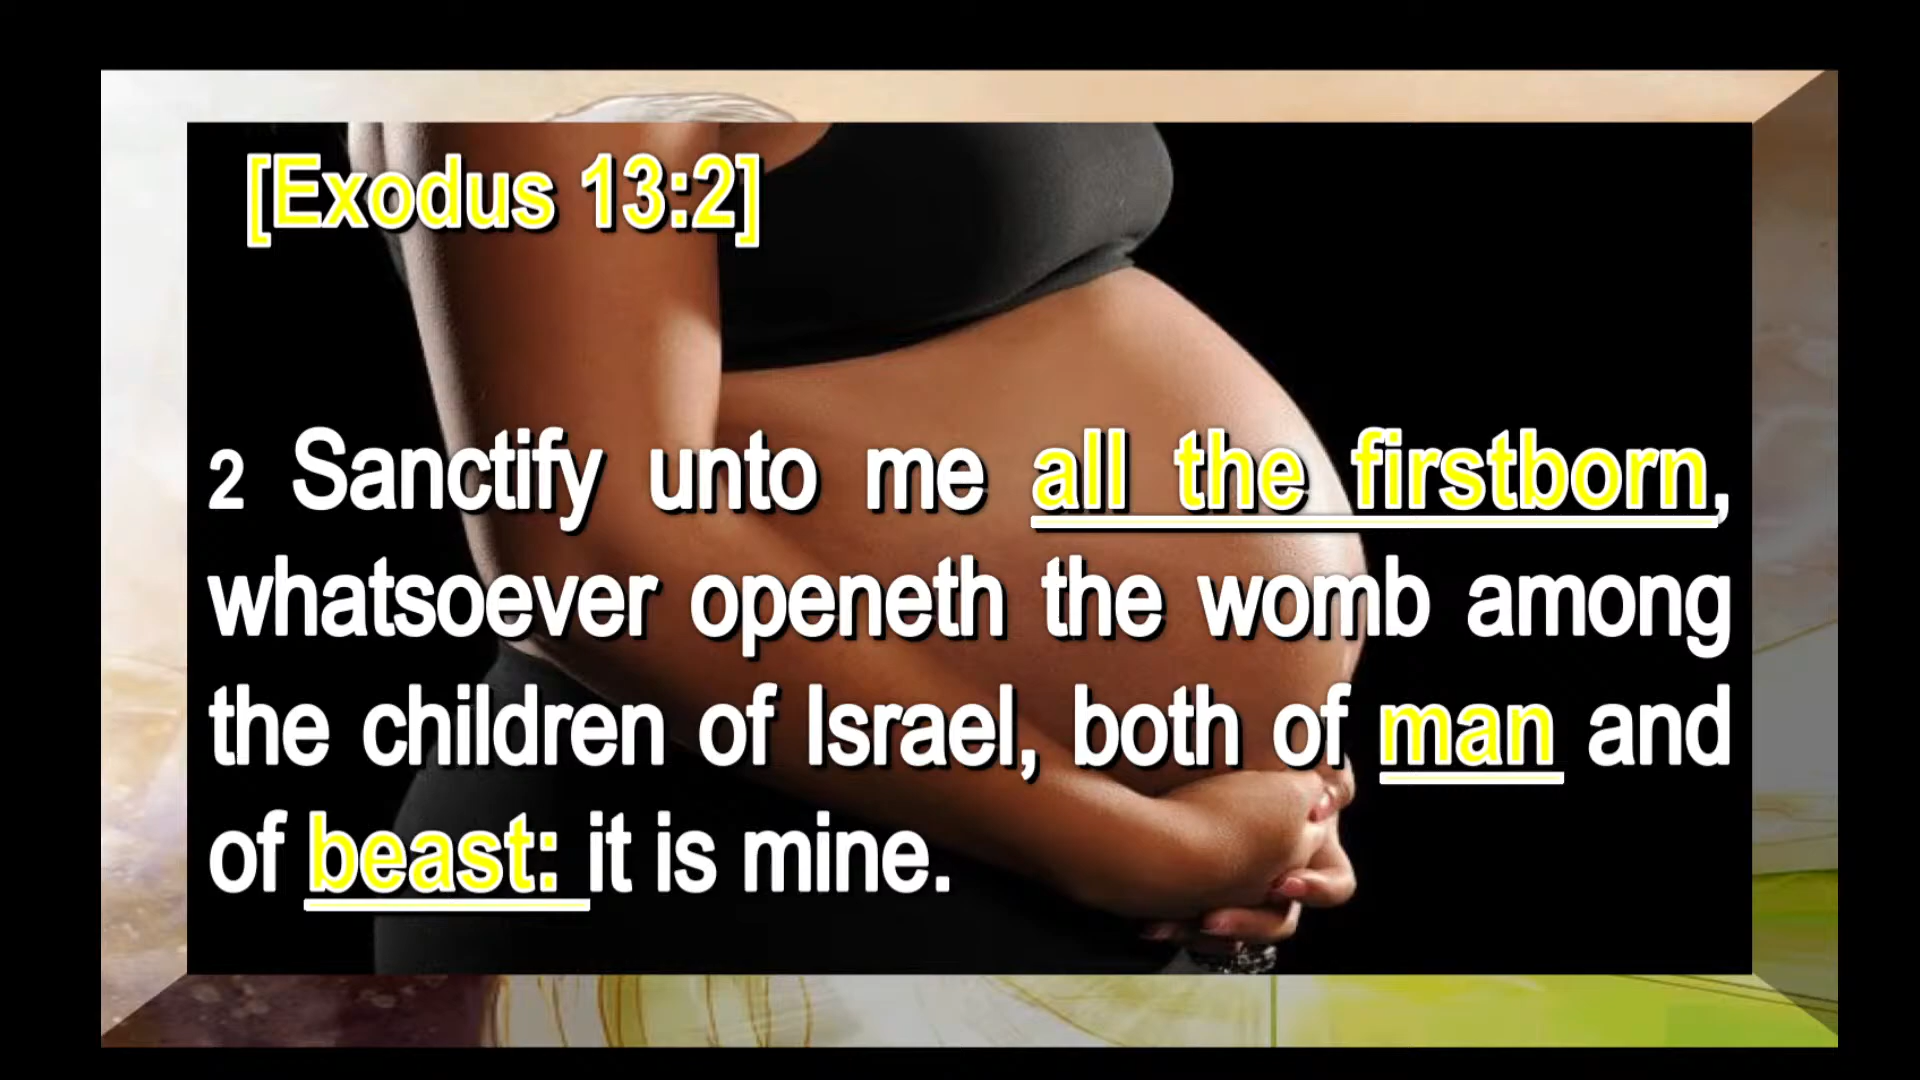 [Exodus 13:2]
2 Sanctify unto me all the firstborn,
whatsoever openeth the womb among
the children of Israel, both of man and
of beast: it is mine.